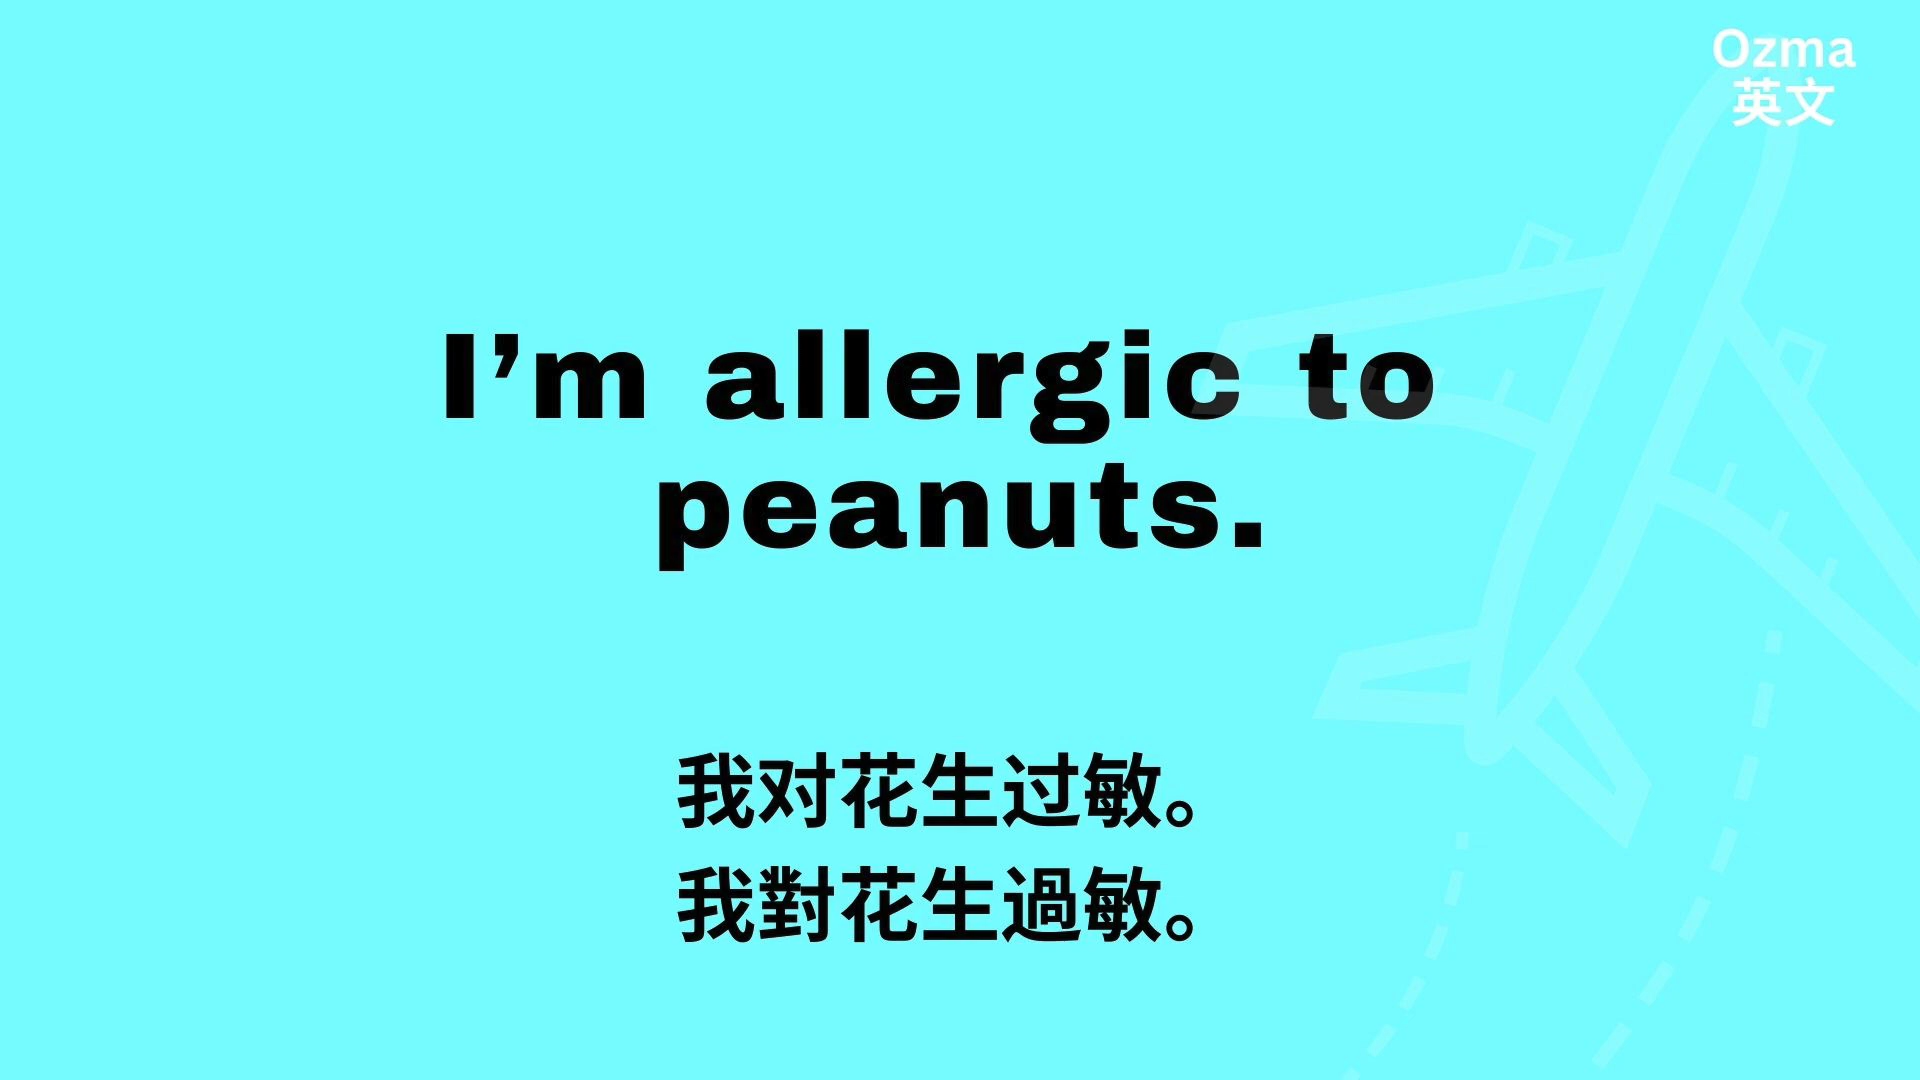 Ozma
英文
I’m allergic to
peanuts.
我对花生过敏。
我對花生過敏。